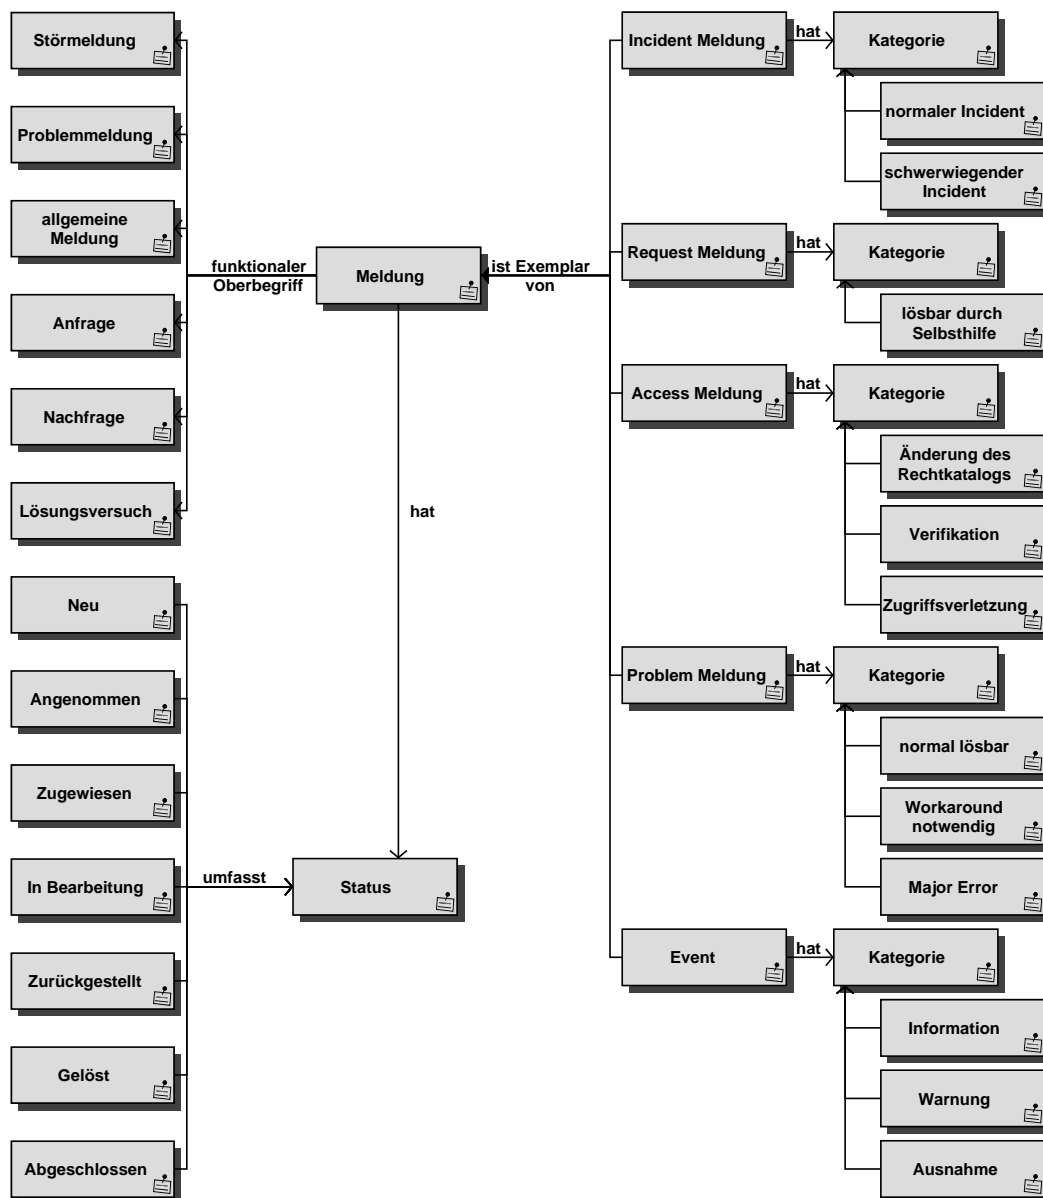 Störmeldung
Problemmeldung
allgemeine
Meldung
Anfrage
Nachfrage
Lösungsversuch
funktionaler
Oberbegriff
Meldung
ist Exemplar
von
hat
Neu
Angenommen
Zugewiesen
In Bearbeitung
Zurückgestellt
Gelöst
Abgeschlossen
umfasst
Status
Incident Meldung
hat
Kategorie
normaler Incident
schwerwiegender
Incident
Request Meldung
hat
Kategorie
lösbar durch
Selbsthilfe
Access Meldung
hat
Kategorie
Änderung des
Rechtkatalogs
Verifikation
Zugriffsverletzung
Problem Meldung
hat
Kategorie
normal lösbar
Workaround
notwendig
Major Error
Event
hat
Kategorie
Information
Warnung
Ausnahme